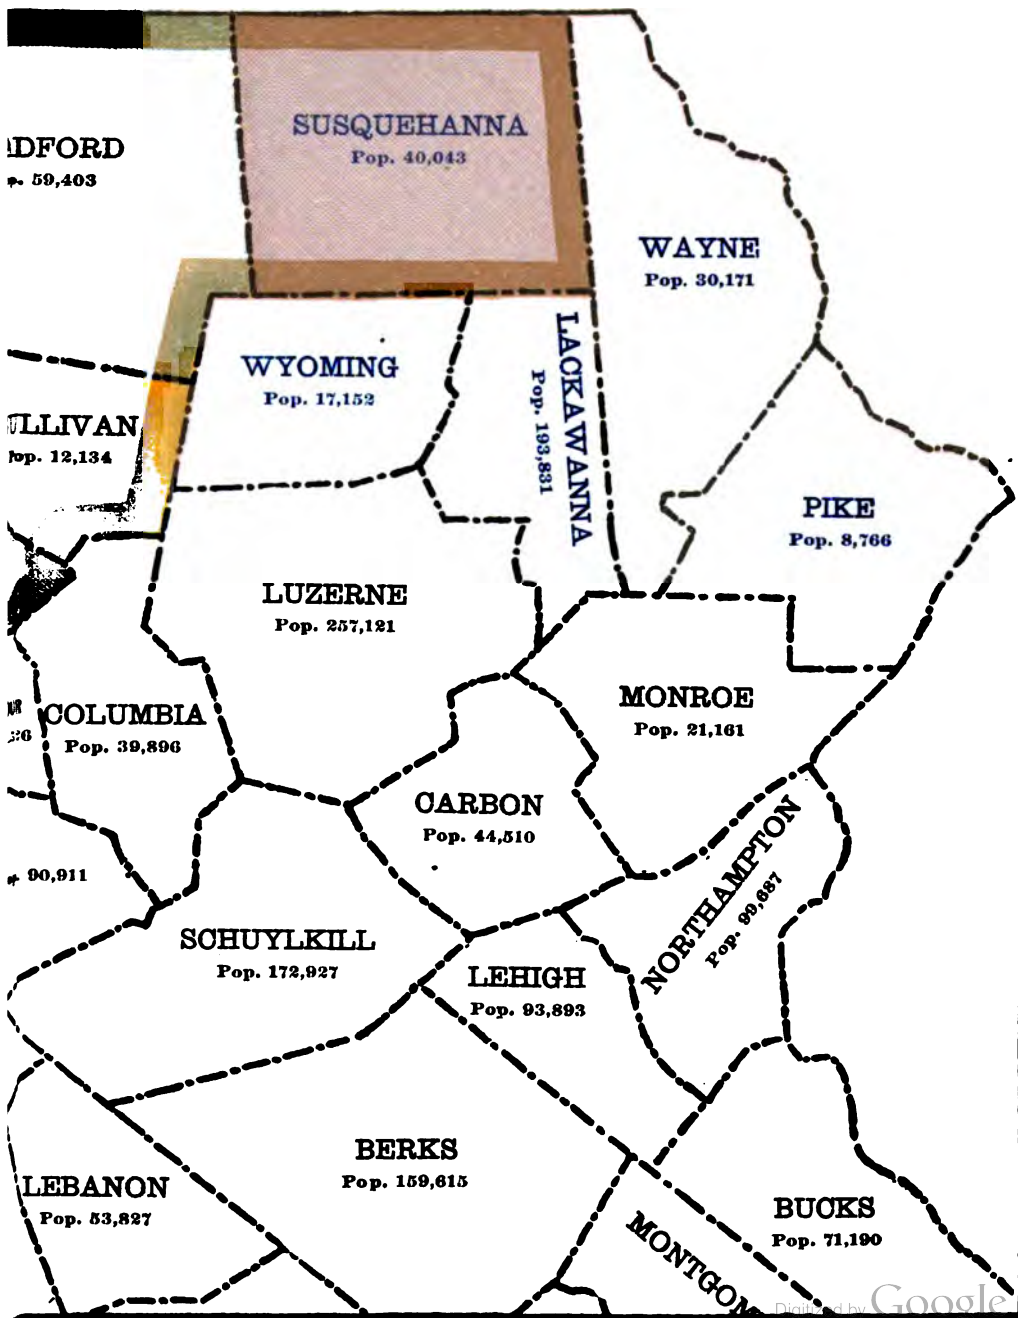 SUSQUEHANNA
Pop. 40,043
ADFORD
p. 59,403
WAYNE
Pop. 30,171
WYOMING
Pop. 17,152
LACKAWANNA
Pop. 193,831
ULLIVAN
Pop. 12,134
PIKE
Pop. 8,766
LUZERNE
Pop. 257,121
MONROE
Pop. 21,161
COLUMBIA
Pop. 39,896
CARBON
Pop. 44,510
NORTHAMPTON
Pop. 99,687
90,911
SCHUYLKILL
Pop. 172,927
LEHIGH
Pop. 93,893
BERKS
Pop. 159,615
LEBANON
Pop. 53,827
BUCKS
Pop. 71,190
MONTGOM
Digitized by Google